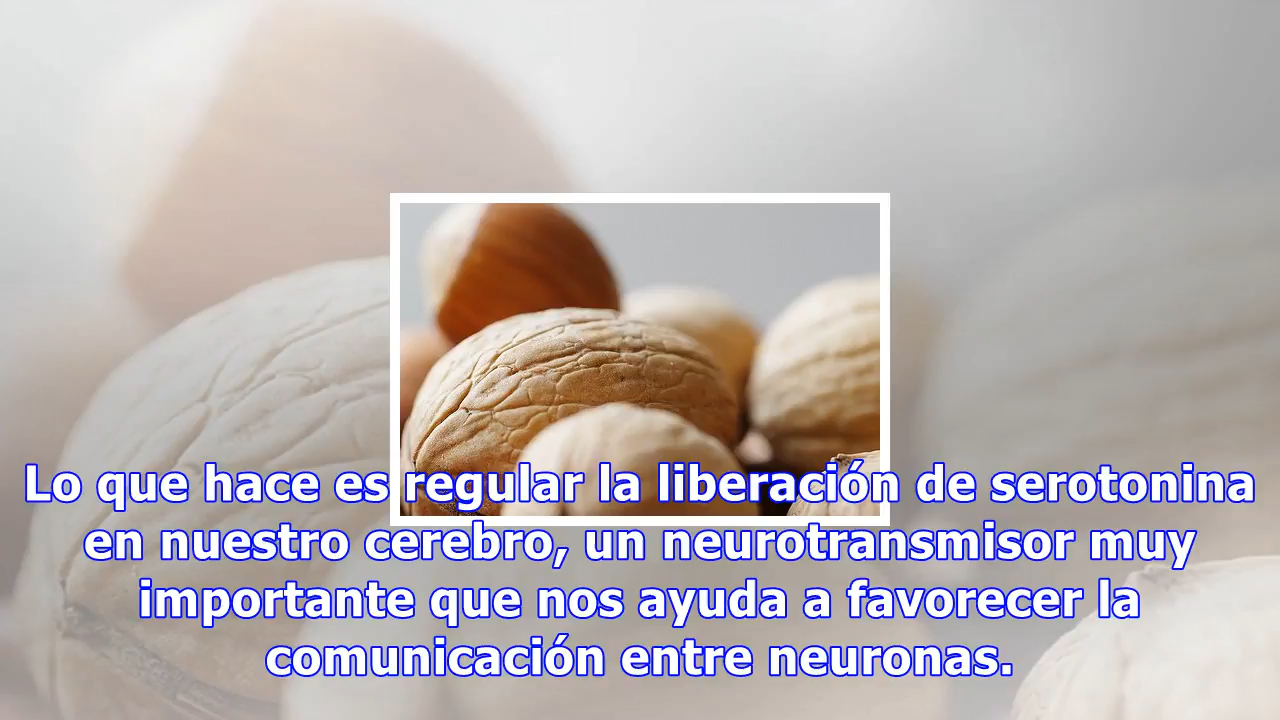 Lo que hace es regular la liberación de serotonina
en nuestro cerebro, un neurotransmisor muy
importante que nos ayuda a favorecer la
comunicación entre neuronas.